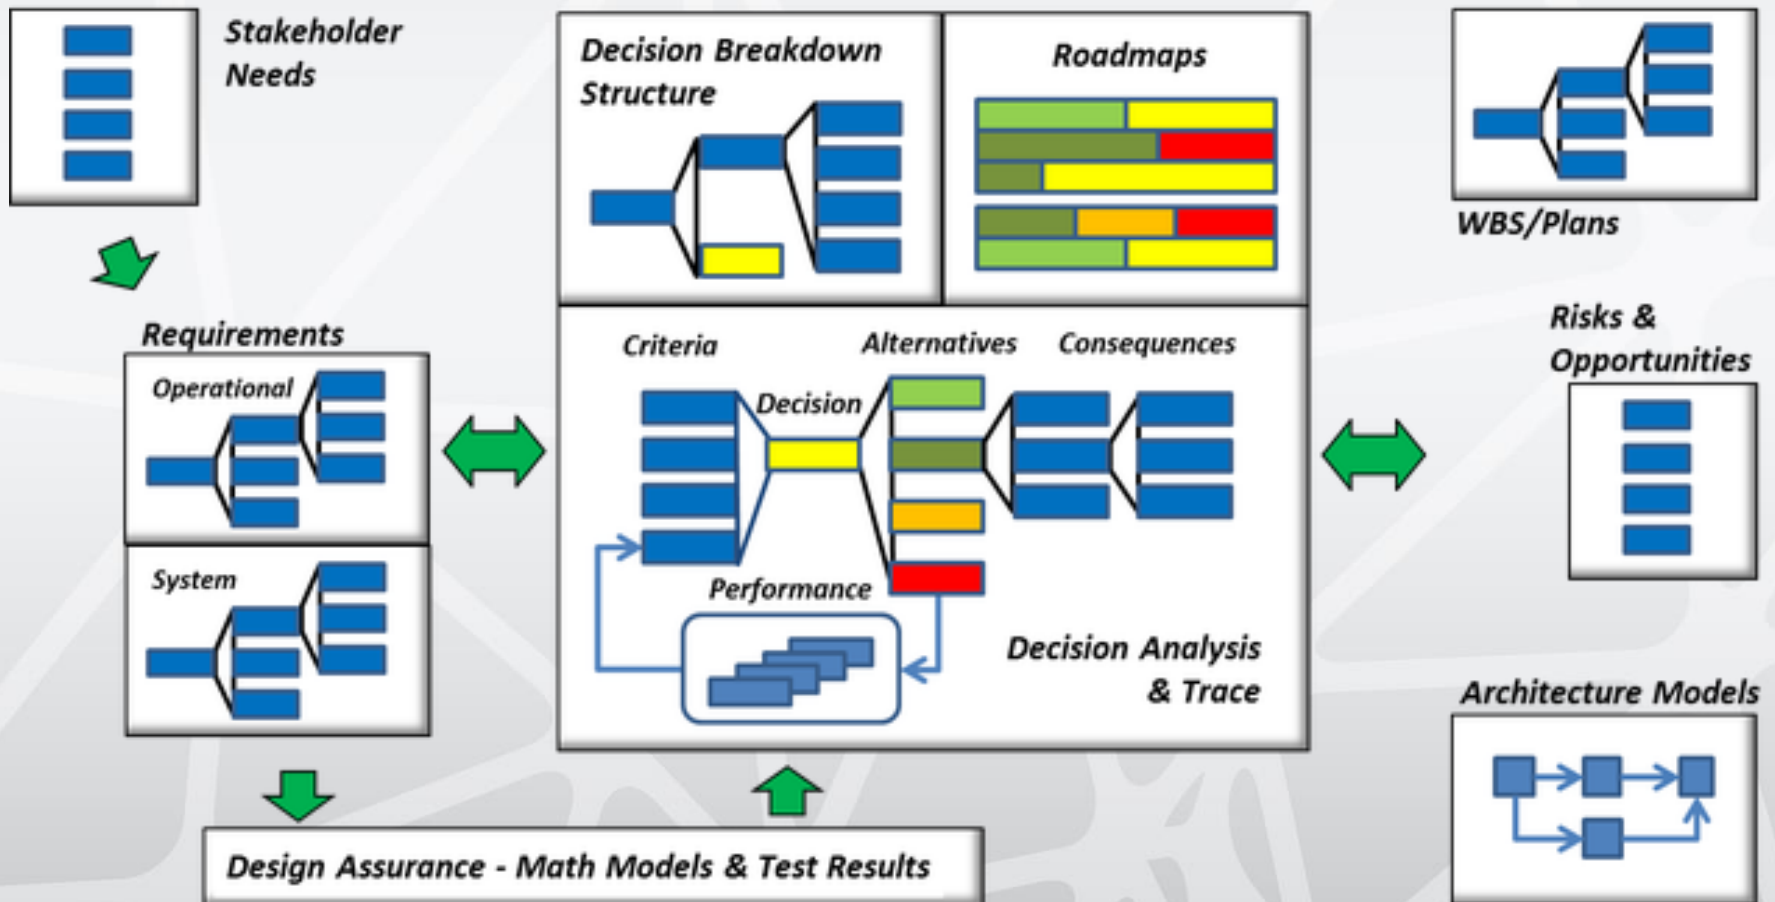 Stakeholder
Needs
Decision Breakdown
Structure
Roadmaps
WBS/Plans
Requirements
Operational
System
Criteria
Decision
Alternatives
Consequences
Performance
Decision Analysis
& Trace
Risks &
Opportunities
Architecture Models
Design Assurance - Math Models & Test Results